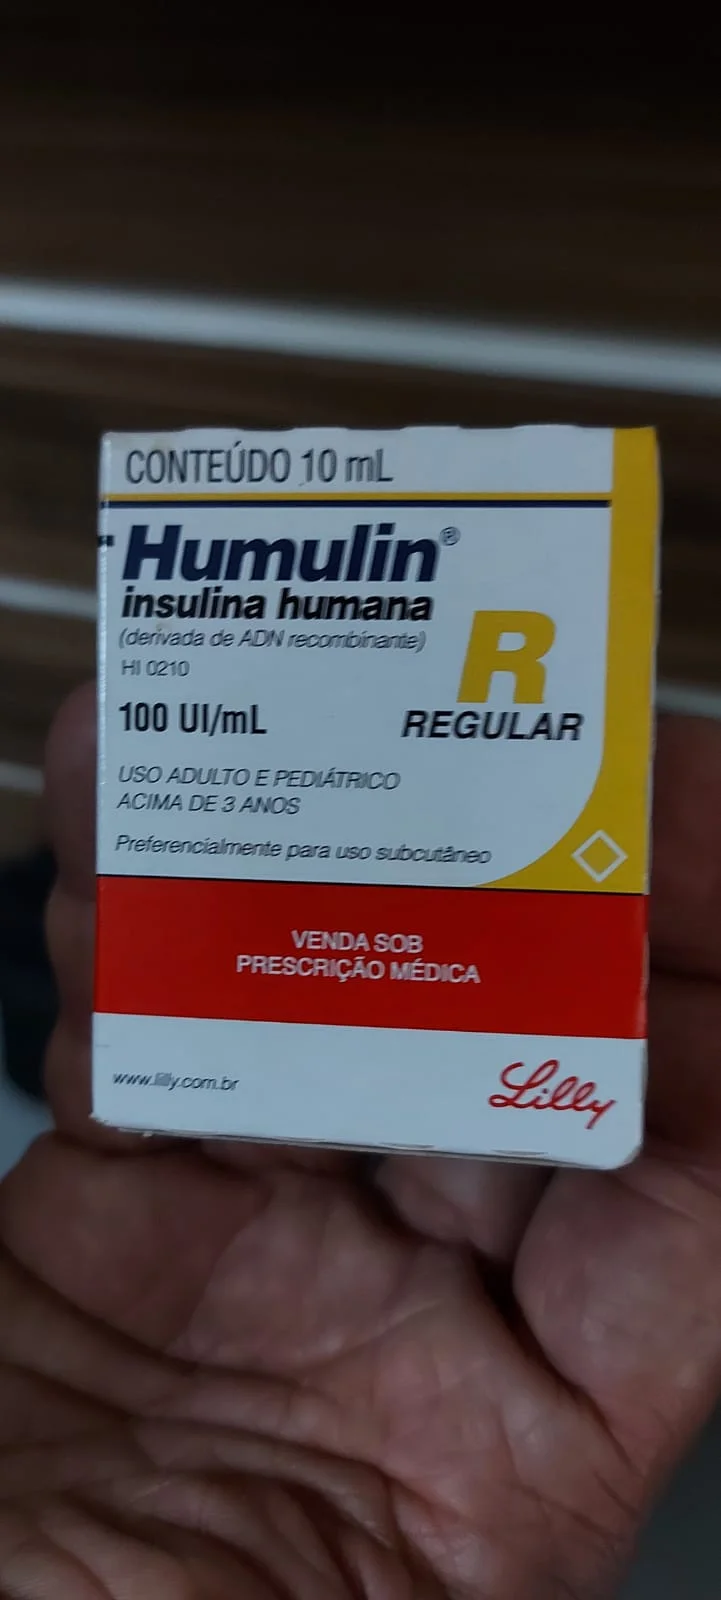 CONTEÚDO 10 mL
Humulin®
insulina humana
(derivada de ADN recombinante)
HI 0210
R
100 UI/mL
REGULAR
USO ADULTO E PEDIÁTRICO
ACIMA DE 3 ANOS
Preferencialmente para uso subcutâneo
VENDA SOB
PRESCRIÇÃO MÉDICA
www.lilly.com.br
Lilly